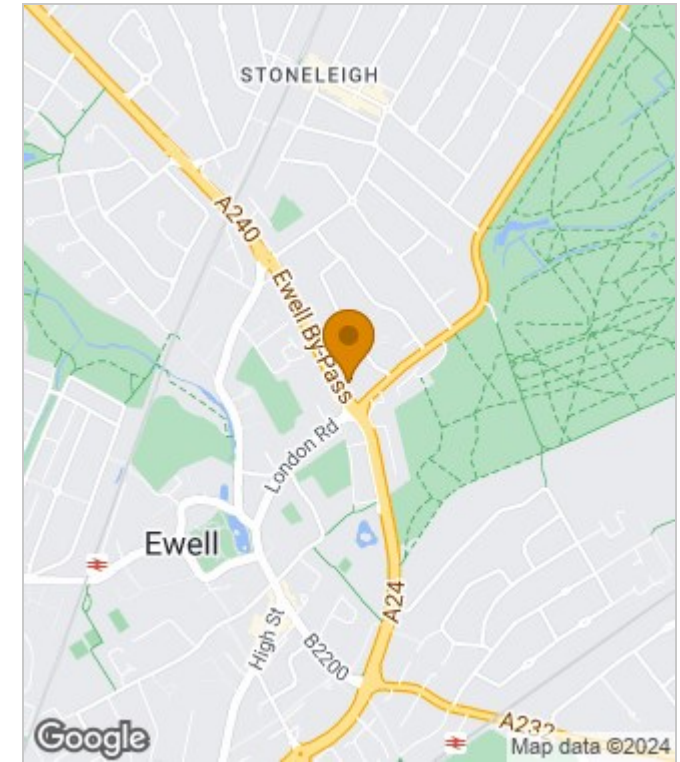 STONELEIGH
A240
Ewell By-Pass
London Rd
Ewell
A24
High St
B2200
A232
Google
Map data ©2024